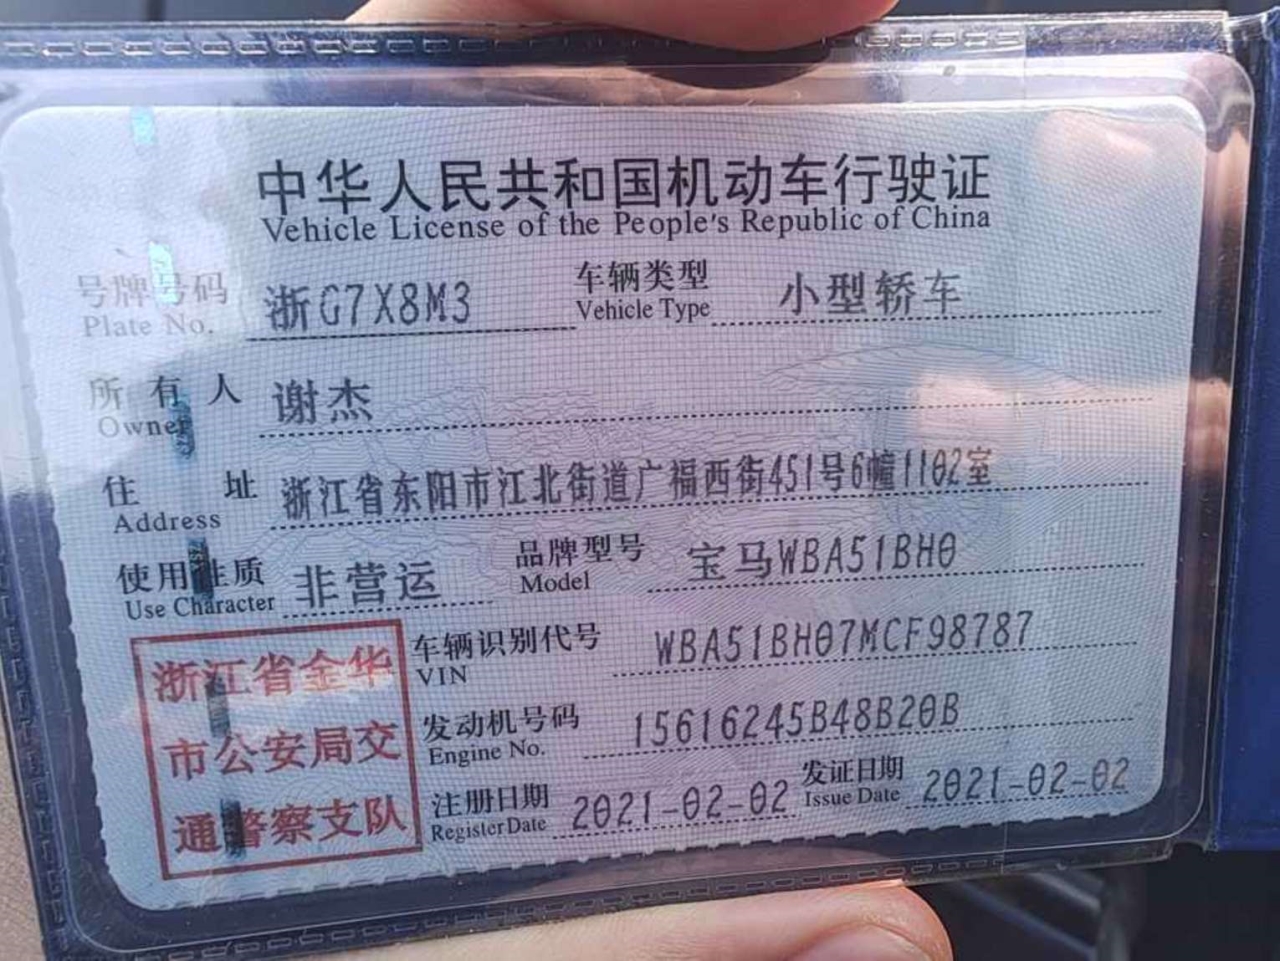 中华人民共和国机动车行驶证
Vehicle License of the People's Republic of China
号牌号码 浙G7X8M3 车辆类型 小型轿车
Plate No. Vehicle Type
所有人 谢杰
Owner
住址 浙江省东阳市江北街道广福西街451号6幢1102室
Address
使用性质 非营运 品牌型号 宝马WBA51BH0
Use Character Model
浙江省金华
市公安局交
通警察支队
车辆识别代号 WBA51BH07MCF98787
VIN
发动机号码 15616245B48B20B
Engine No.
注册日期 2021-02-02 发证日期 2021-02-02
Register Date Issue Date